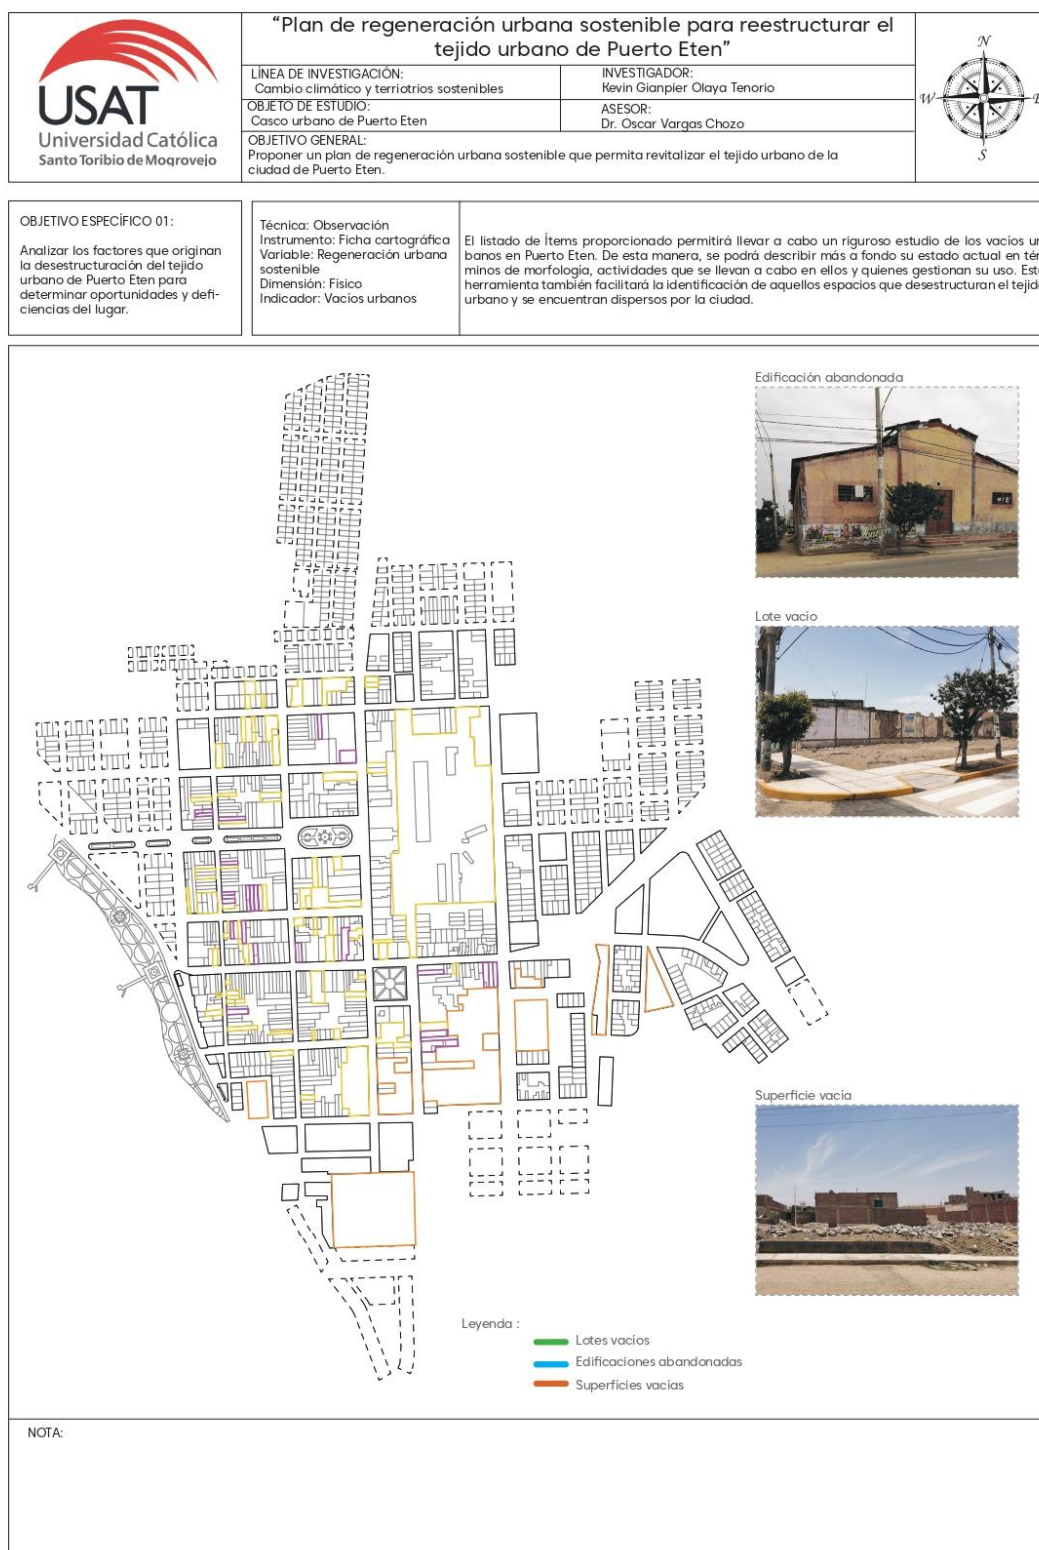 USAT
Universidad Católica
Santo Toribio de Mogrovejo
“Plan de regeneración urbana sostenible para reestructurar el
tejido urbano de Puerto Eten”
LÍNEA DE INVESTIGACIÓN:
Cambio climático y terriotrios sostenibles
INVESTIGADOR:
Kevin Gianpier Olaya Tenorio
OBJETO DE ESTUDIO:
Casco urbano de Puerto Eten
ASESOR:
Dr. Oscar Vargas Chozo
OBJETIVO GENERAL:
Proponer un plan de regeneración urbana sostenible que permita revitalizar el tejido urbano de la
ciudad de Puerto Eten.
N
W
E
S
OBJETIVO ESPECÍFICO 01:
Analizar los factores que originan
la desestructuración del tejido
urbano de Puerto Eten para
determinar oportunidades y defi-
ciencias del lugar.
Técnica: Observación
Instrumento: Ficha cartográfica
Variable: Regeneración urbana
sostenible
Dimensión: Físico
Indicador: Vacíos urbanos
El listado de Ítems proporcionado permitirá llevar a cabo un riguroso estudio de los vacíos ur
banos en Puerto Eten. De esta manera, se podrá describir más a fondo su estado actual en tér
minos de morfología, actividades que se llevan a cabo en ellos y quienes gestionan su uso. Esta
herramienta también facilitará la identificación de aquellos espacios que desestructuran el tejido
urbano y se encuentran dispersos por la ciudad.
Edificación abandonada
Lote vacío
Superficie vacía
Leyenda :
Lotes vacíos
Edificaciones abandonadas
Superfícies vacías
NOTA: